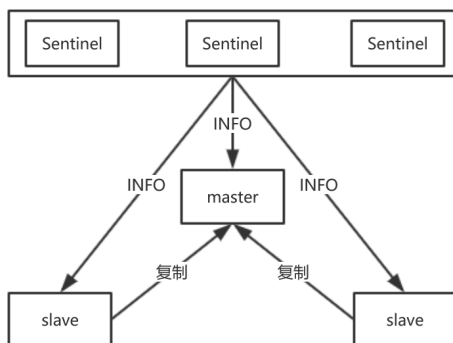 Sentinel
Sentinel
Sentinel
INFO
INFO
INFO
master
复制
复制
slave
slave